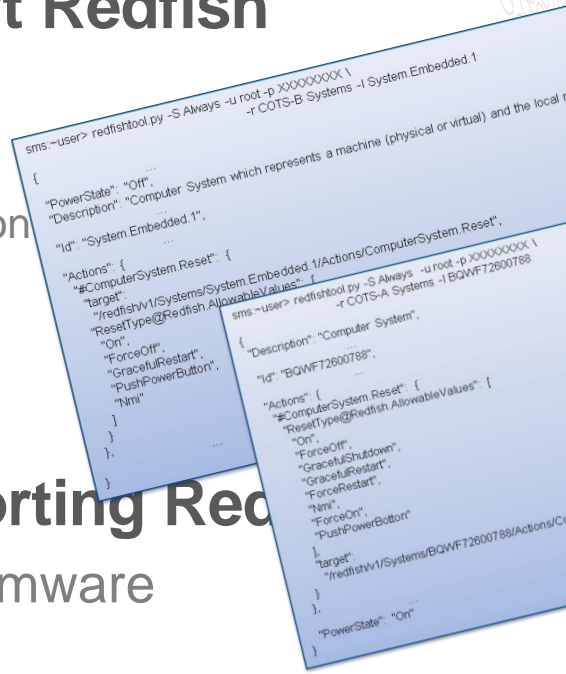 t Redfish
on
sms:~user> redfishtool.py -S Always -u root -p XXXXXXXX \
-r COTS-B Systems -I System.Embedded.1
{
...
"PowerState": "Off",
"Description": "Computer System which represents a machine (physical or virtual) and the local r
...
"Id": "System.Embedded.1",
...
"Actions": {
"#ComputerSystem.Reset": {
"target":
"/redfish/v1/Systems/System.Embedded.1/Actions/ComputerSystem.Reset",
"ResetType@Redfish.AllowableValues": [
"On",
"ForceOff",
"GracefulRestart",
"PushPowerButton",
"Nmi"
]
}
},
...
}
sms:~user> redfishtool.py -S Always -u root -p XXXXXXXX \
-r COTS-A Systems -I BQWF72600788
{
"Description": "Computer System",
...
"Id": "BQWF72600788",
...
"Actions": {
"#ComputerSystem.Reset": {
"ResetType@Redfish.AllowableValues": [
"On",
"ForceOff",
"GracefulShutdown",
"GracefulRestart",
"ForceRestart",
"Nmi",
"ForceOn",
"PushPowerBotton"
],
"target":
"/redfish/v1/Systems/BQWF72600788/Actions/Co
}
},
...
"PowerState": "On"
}
orting Red
mware